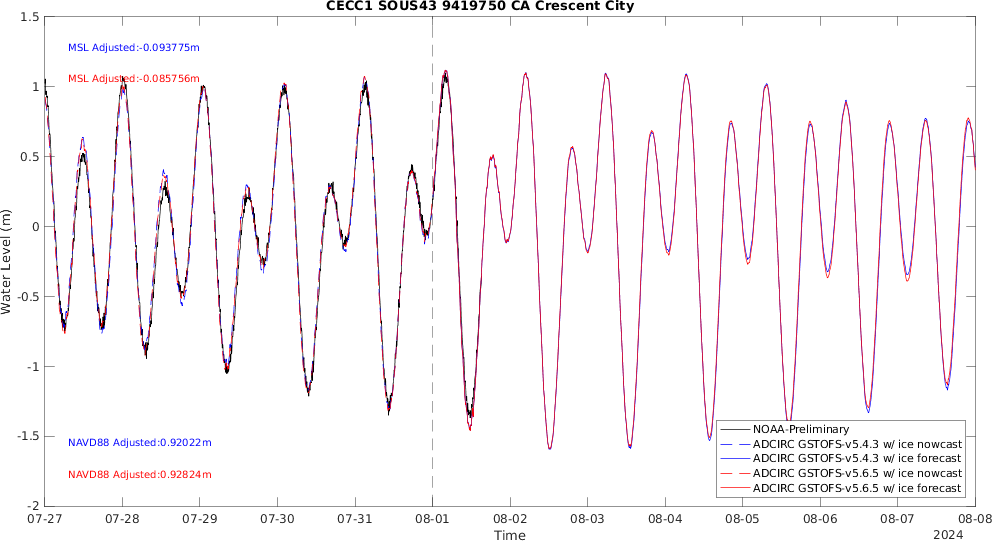 CECC1 SOUS43 9419750 CA Crescent City
MSL Adjusted:-0.093775m
MSL Adjusted:-0.085756m
NAVD88 Adjusted:0.92022m
NAVD88 Adjusted:0.92824m
Water Level (m)
1.5
1
0.5
0
-0.5
-1
-1.5
-2
NOAA-Preliminary
ADCIRC GSTOFS-v5.4.3 w/ ice nowcast
ADCIRC GSTOFS-v5.4.3 w/ ice forecast
ADCIRC GSTOFS-v5.6.5 w/ ice nowcast
ADCIRC GSTOFS-v5.6.5 w/ ice forecast
07-27 07-28 07-29 07-30 07-31 08-01 08-02 08-03 08-04 08-05 08-06 08-07 08-08
Time
2024